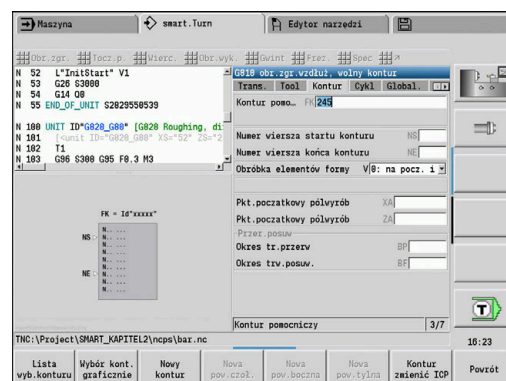 Maszyna
smart.Turn
Edytor narzędzi
Obr.zgr. Tocz.p. Wierc. Obr.wyk. Gwint Frez. Spec
N 52 L"InitStart" V1
N 53 G26 S3000
N 54 G14 Q0
N 55 END_OF_UNIT S2029550539
N 100 UNIT ID"G820_G80" [G820 Roughing, di
N 101 [<unit ID="G820_G80" XS="52" ZS="2
N 102 T1
N 103 G96 S300 G95 F0.3 M3
G810 obr.zgr.wzdłuż, wolny kontur
Trans. Tool Kontur Cykl Global.
Kontur pomo… FK 245
Numer wiersza startu konturu NS
Numer wiersza końca konturu NE
Obróbka elementów formy V 0: na pocz. i
Pkt.poczatkowy półwyrób XA
Pkt.poczatkowy półwyrób ZA
Przer.posuw
Okres tr.przerw BP
Okres trw.posuw. BF
FK = Id"xxxxx"
NS
N.. ...
N.. ...
N.. ...
N.. ...
NE
N.. ...
N.. ...
N.. ...
Kontur pomocniczy 3/7
TNC:\Project\SMART_KAPITEL2\ncps\bar.nc
T
16:23
Lista wyb.konturu
Wybór kont. graficznie
Nowy kontur
Nowa pow.czoł.
Nowa pow.boczna
Nowa pow.tylna
Kontur zmienić ICP
Powrót